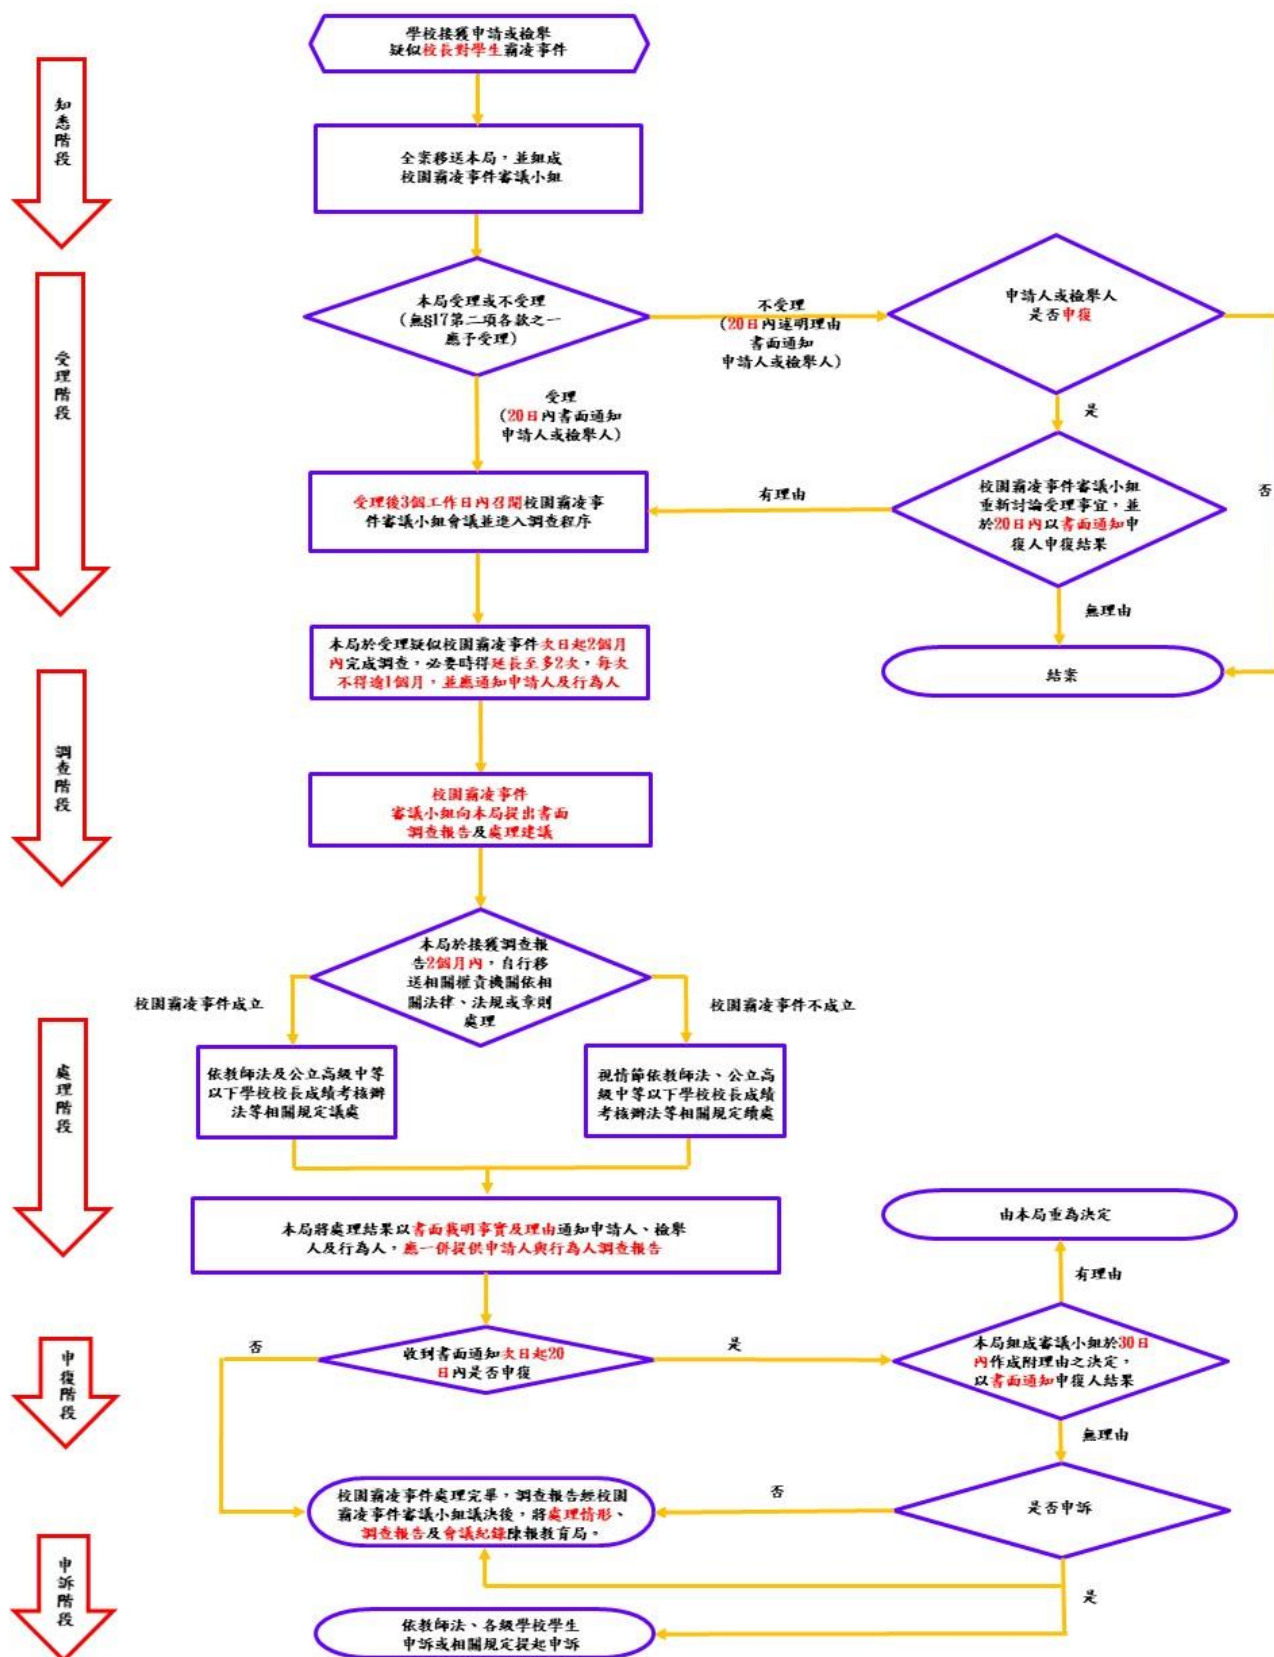 學校接獲申請或檢舉
疑似校長對學生霸凌事件
知悉階段
全案移送本局，並組成
校園霸凌事件審議小組
受理階段
本局受理或不受理
(無§17第二項各款之一
應予受理)
不受理
(20日內述明理由
書面通知
申請人或檢舉人)
申請人或檢舉人
是否申復
受理
(20日內書面通知
申請人或檢舉人)
是
否
受理後3個工作日內召開校園霸凌事
件審議小組會議並進入調查程序
有理由
校園霸凌事件審議小組
重新討論受理事宜，並
於20日內以書面通知申
復人申復結果
無理由
結案
調查階段
本局於受理疑似校園霸凌事件次日起2個月
內完成調查，必要時得延長至多2次，每次
不得逾1個月，並應通知申請人及行為人
校園霸凌事件
審議小組向本局提出書面
調查報告及處理建議
處理階段
本局於接獲調查報
告2個月內，自行移
送相關權責機關依相
關法律、法規或章則
處理
校園霸凌事件成立
校園霸凌事件不成立
依教師法及公立高級中等
以下學校校長成績考核辦
法等相關規定議處
視情節依教師法、公立高
級中等以下學校校長成績
考核辦法等相關規定續處
本局將處理結果以書面載明事實及理由通知申請人、檢舉
人及行為人，應一併提供申請人與行為人調查報告
由本局重為決定
有理由
申復階段
否
收到書面通知次日起20
日內是否申復
是
本局組成審議小組於30日
內作成附理由之決定，
以書面通知申復人結果
無理由
申訴階段
校園霸凌事件處理完畢，調查報告經校園
霸凌事件審議小組議決後，將處理情形、
調查報告及會議紀錄陳報教育局。
否
是否申訴
是
依教師法、各級學校學生
申訴或相關規定提起申訴